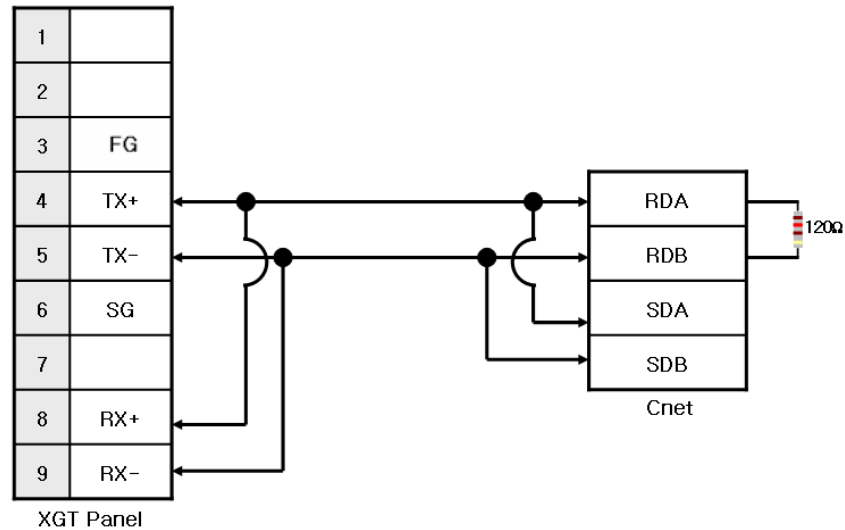 1
2
3 FG
4 TX+
5 TX-
6 SG
7
8 RX+
9 RX-
XGT Panel
RDA
RDB
SDA
SDB
Cnet
120Ω